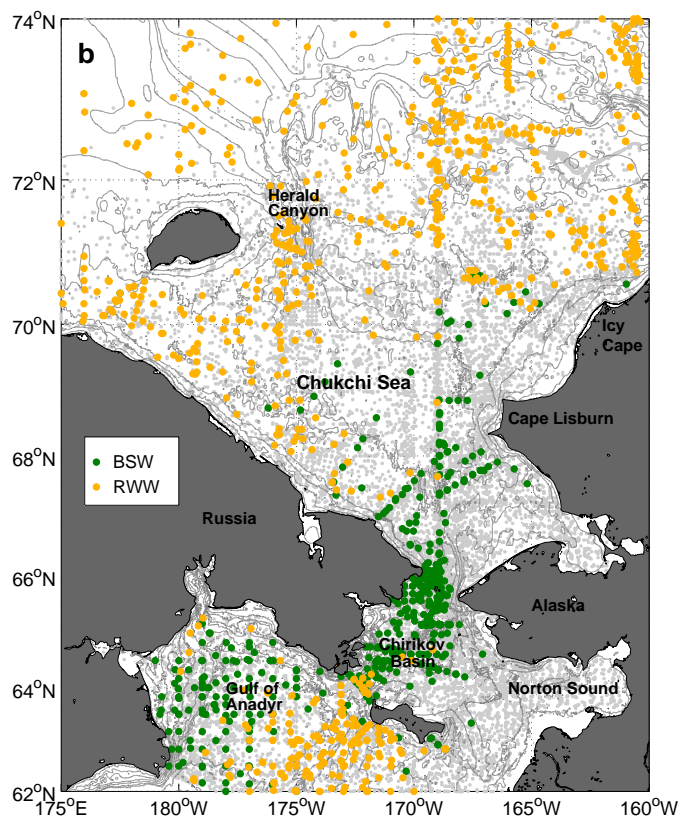 74°N
b
72°N
Herald
Canyon
70°N
Icy
Cape
Chukchi Sea
Cape Lisburn
68°N
BSW
RWW
Russia
66°N
Alaska
Chirikov
Basin
64°N
Gulf of
Anadyr
Norton Sound
62°N
175°E 180°W 175°W 170°W 165°W 160°W